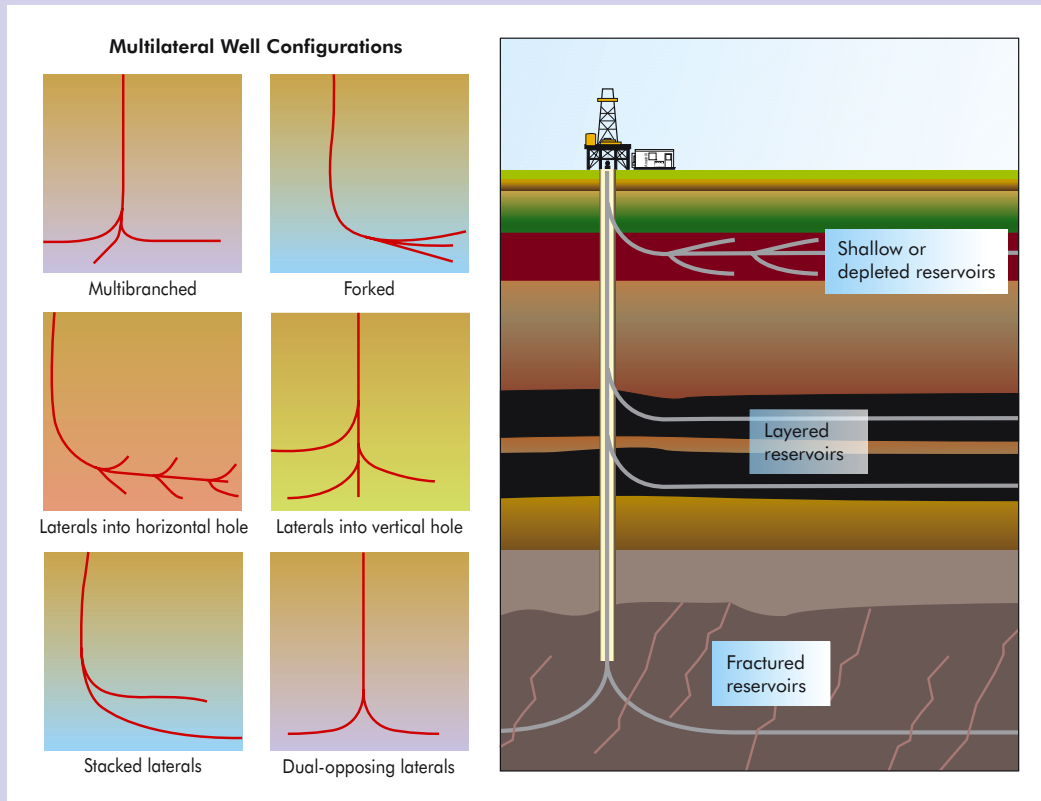 Multilateral Well Configurations
Multibranched
Forked
Laterals into horizontal hole
Laterals into vertical hole
Stacked laterals
Dual-opposing laterals
Shallow or
depleted reservoirs
Layered
reservoirs
Fractured
reservoirs